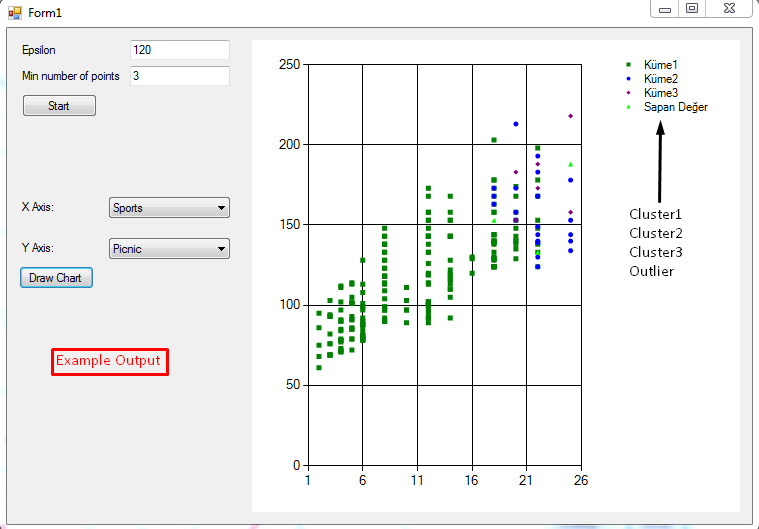 Form1
Epsilon
120
Min number of points
3
Start
X Axis:
Sports
Y Axis:
Picnic
Draw Chart
Example Output
250
200
150
100
50
0
1
6
11
16
21
26
Küme1
Küme2
Küme3
Sapan Değer
Cluster1
Cluster2
Cluster3
Outlier